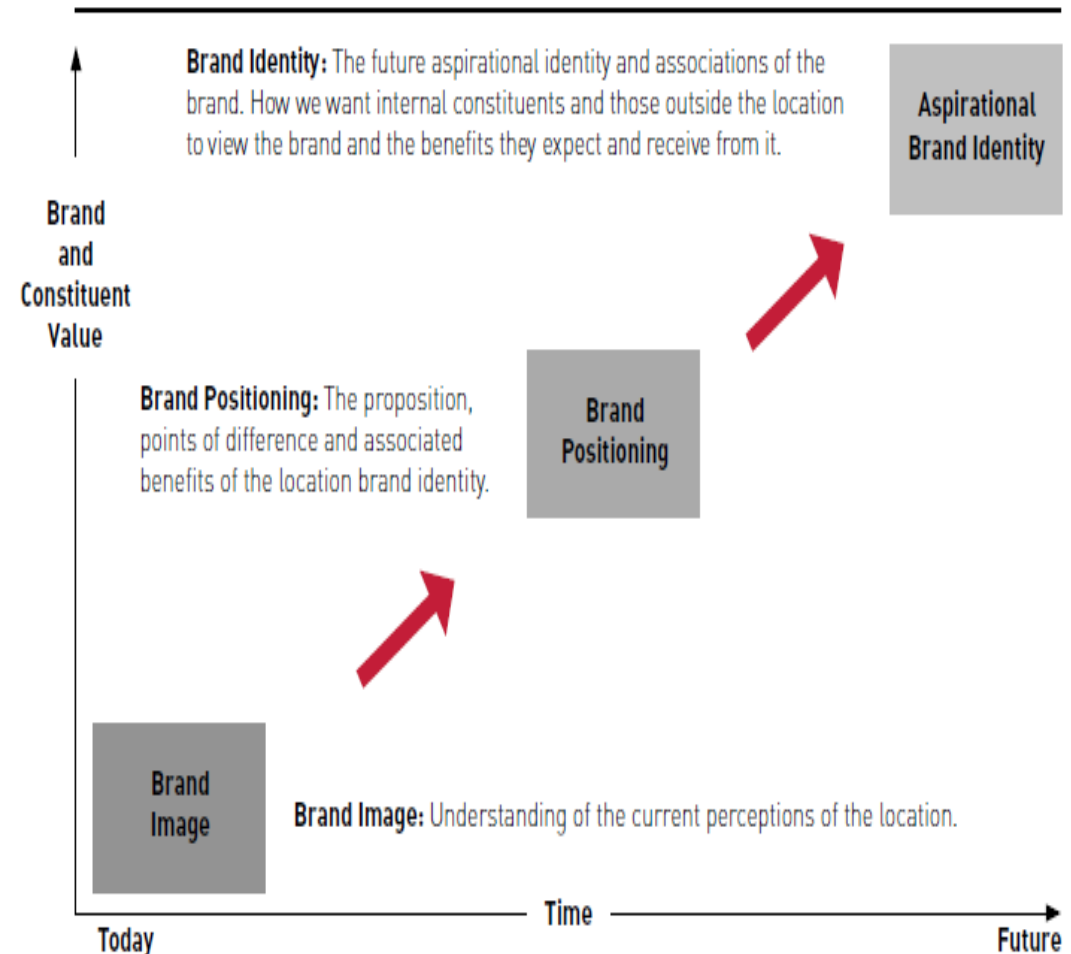 Brand Identity: The future aspirational identity and associations of the
brand. How we want internal constituents and those outside the location
to view the brand and the benefits they expect and receive from it.
Aspirational
Brand Identity
Brand
and
Constituent
Value
Brand Positioning: The proposition,
points of difference and associated
benefits of the location brand identity.
Brand
Positioning
Brand
Image
Brand Image: Understanding of the current perceptions of the location.
Time
Today
Future